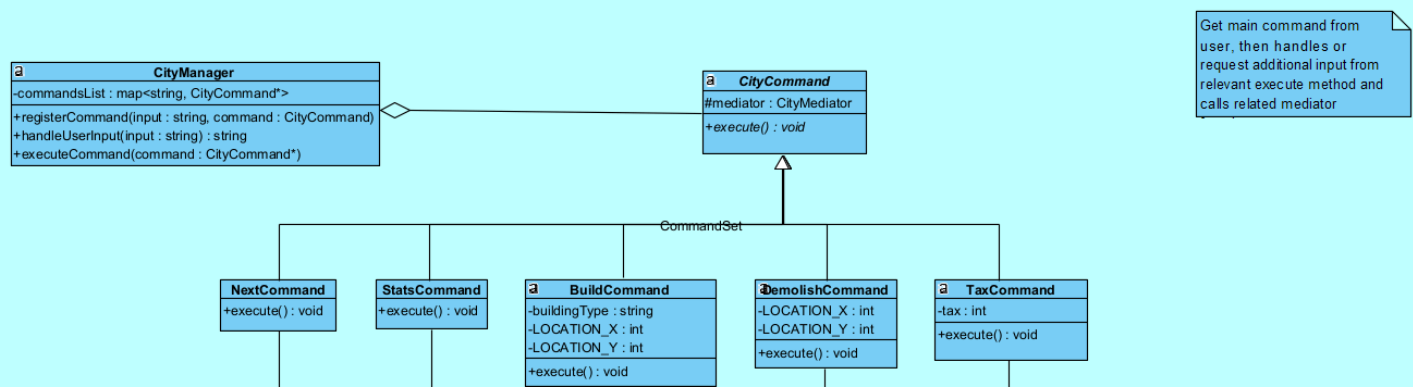 Get main command from
user, then handles or
request additional input from
relevant execute method and
calls related mediator
a
CityManager
-commandsList : map<string, CityCommand*>
+registerCommand(input : string, command : CityCommand)
+handleUserInput(input : string) : string
+executeCommand(command : CityCommand*)
a
CityCommand
#mediator : CityMediator
+execute() : void
CommandSet
NextCommand
+execute() : void
StatsCommand
+execute() : void
a
BuildCommand
-buildingType : string
-LOCATION_X : int
-LOCATION_Y : int
+execute() : void
a
DemolishCommand
-LOCATION_X : int
-LOCATION_Y : int
+execute() : void
a
TaxCommand
-tax : int
+execute() : void